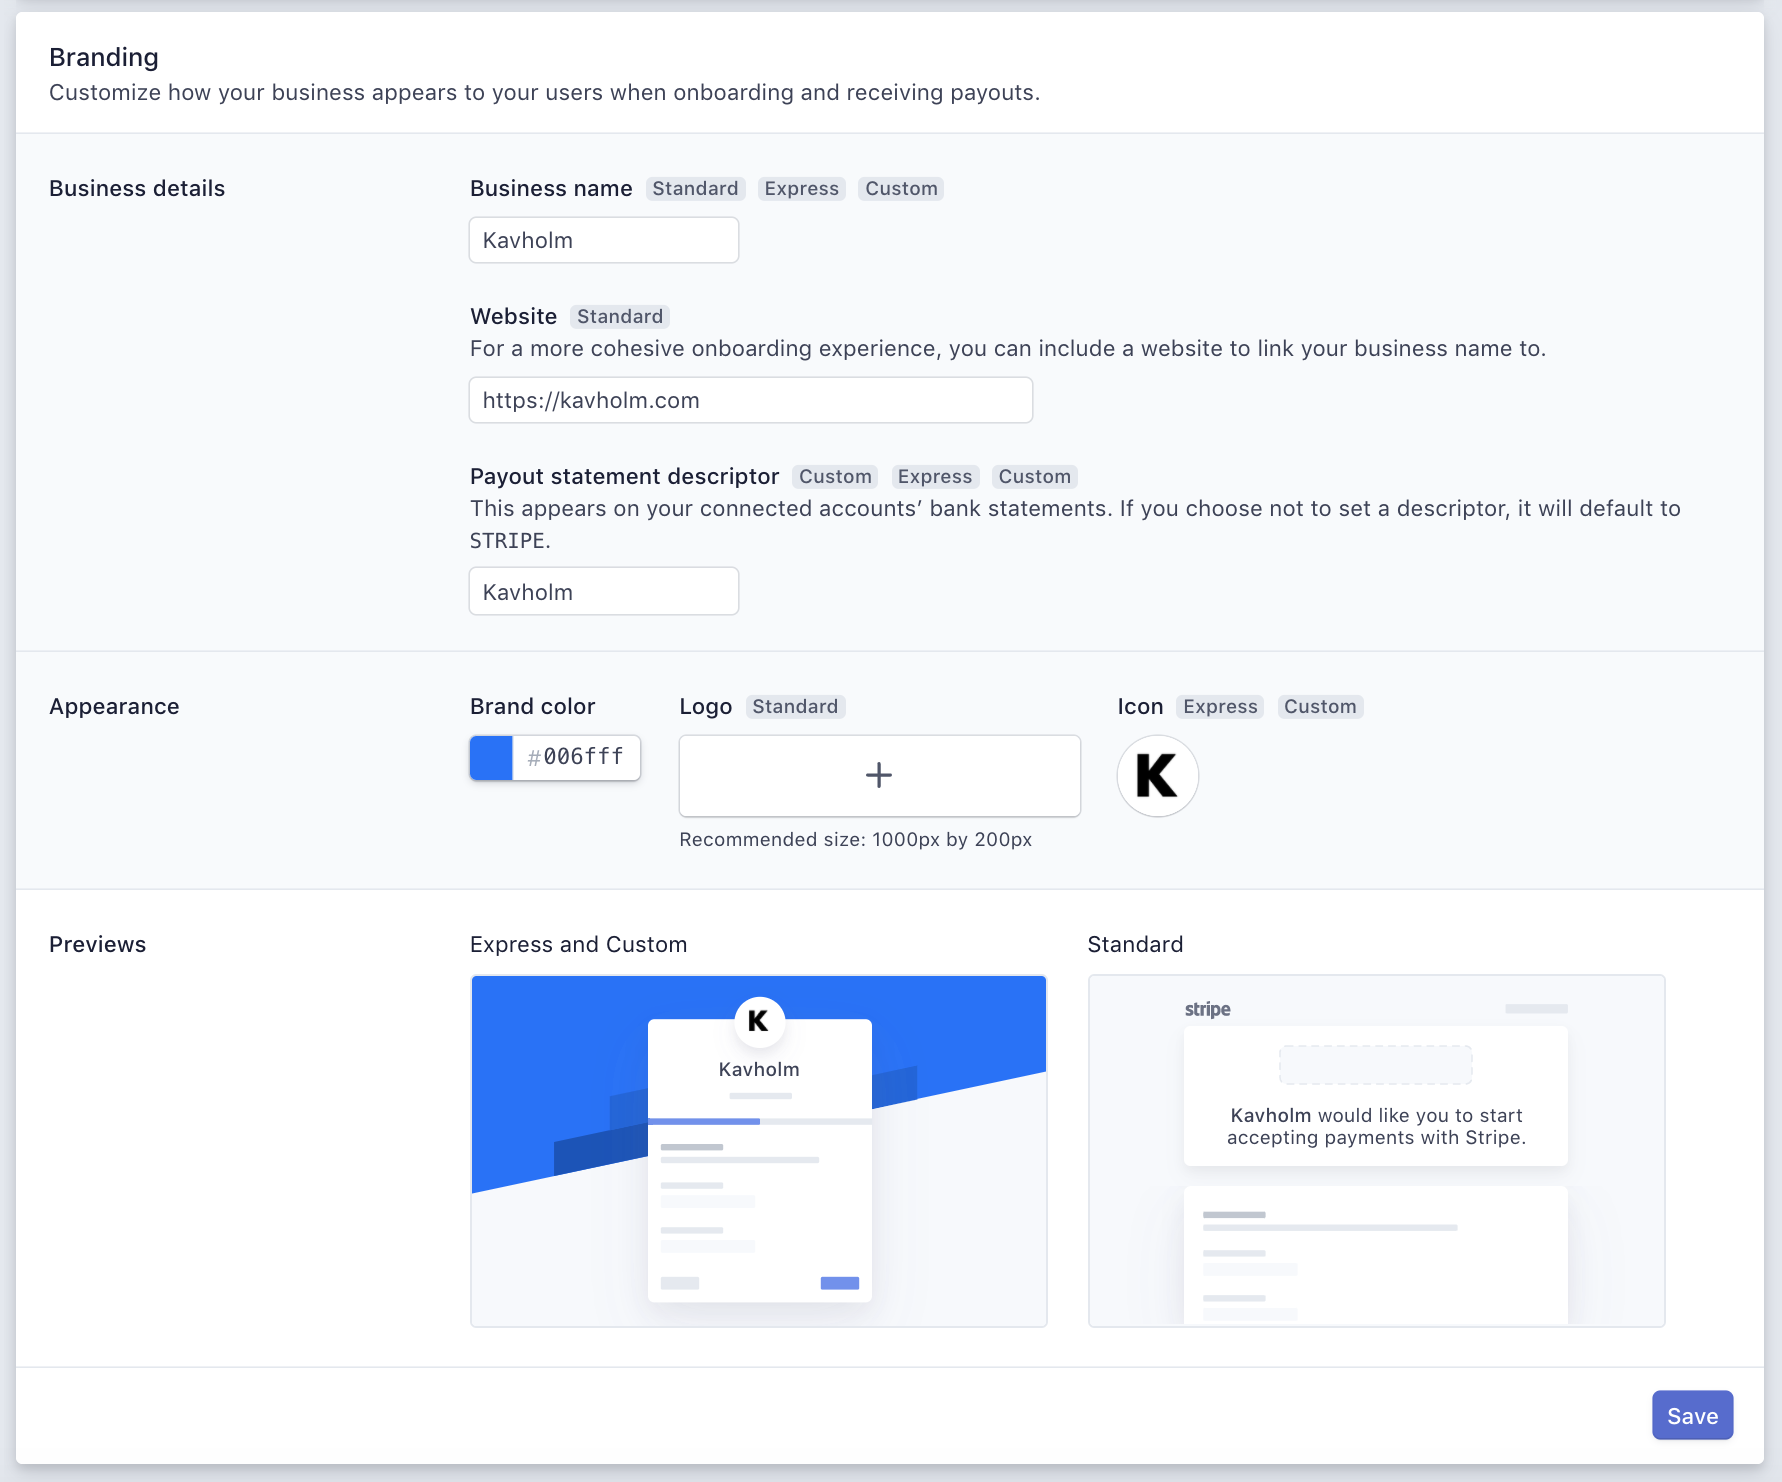 Branding
Customize how your business appears to your users when onboarding and receiving payouts.
Business details
Business name Standard Express Custom
Kavholm
Website Standard
For a more cohesive onboarding experience, you can include a website to link your business name to.
https://kavholm.com
Payout statement descriptor Custom Express Custom
This appears on your connected accounts’ bank statements. If you choose not to set a descriptor, it will default to
STRIPE.
Kavholm
Appearance
Brand color
#006fff
Logo Standard
Recommended size: 1000px by 200px
Icon Express Custom
K
Previews
Express and Custom
K
Kavholm
Standard
stripe
Kavholm would like you to start
accepting payments with Stripe.
Save